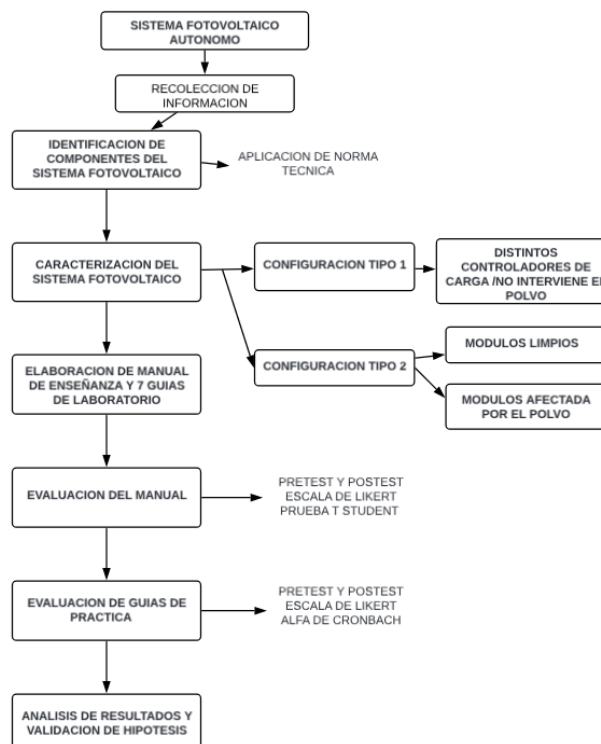 SISTEMA FOTOVOLTAICO
AUTONOMO
RECOLECCION DE
INFORMACION
IDENTIFICACION DE
COMPONENTES DEL
SISTEMA FOTOVOLTAICO
APLICACION DE NORMA
TECNICA
CARACTERIZACION DEL
SISTEMA FOTOVOLTAICO
CONFIGURACION TIPO 1
DISTINTOS
CONTROLADORES DE
CARGA /NO INTERVIENE EL
POLVO
CONFIGURACION TIPO 2
MODULOS LIMPIOS
MODULOS AFECTADA
POR EL POLVO
ELABORACION DE MANUAL
DE ENSEÑANZA Y 7 GUIAS
DE LABORATORIO
EVALUACION DEL MANUAL
PRETEST Y POSTEST
ESCALA DE LIKERT
PRUEBA T STUDENT
EVALUACION DE GUIAS DE
PRACTICA
PRETEST Y POSTEST
ESCALA DE LIKERT
ALFA DE CRONBACH
ANALISIS DE RESULTADOS Y
VALIDACION DE HIPOTESIS